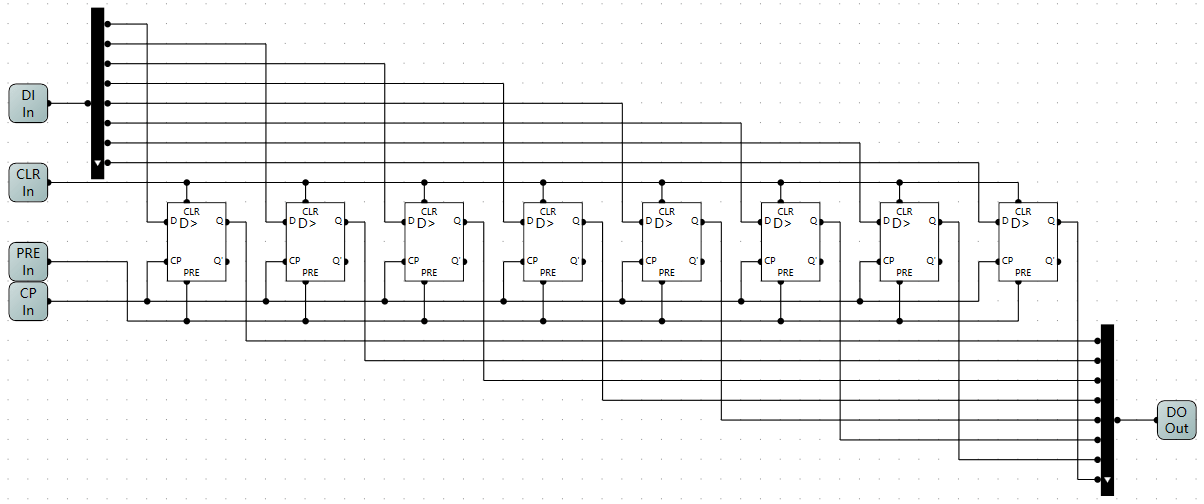 DI
In
CLR
In
PRE
In
CP
In
CLR
D Q
D>
CP Q'
PRE
CLR
D Q
D>
CP Q'
PRE
CLR
D Q
D>
CP Q'
PRE
CLR
D Q
D>
CP Q'
PRE
CLR
D Q
D>
CP Q'
PRE
CLR
D Q
D>
CP Q'
PRE
CLR
D Q
D>
CP Q'
PRE
CLR
D Q
D>
CP Q'
PRE
DO
Out